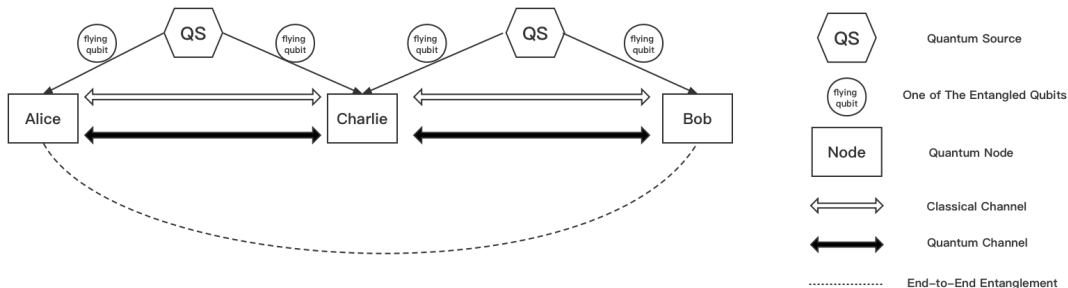 QS
QS
flying
qubit
flying
qubit
flying
qubit
flying
qubit
Alice
Charlie
Bob
QS
Quantum Source
flying
qubit
One of The Entangled Qubits
Node
Quantum Node
Classical Channel
Quantum Channel
End-to-End Entanglement